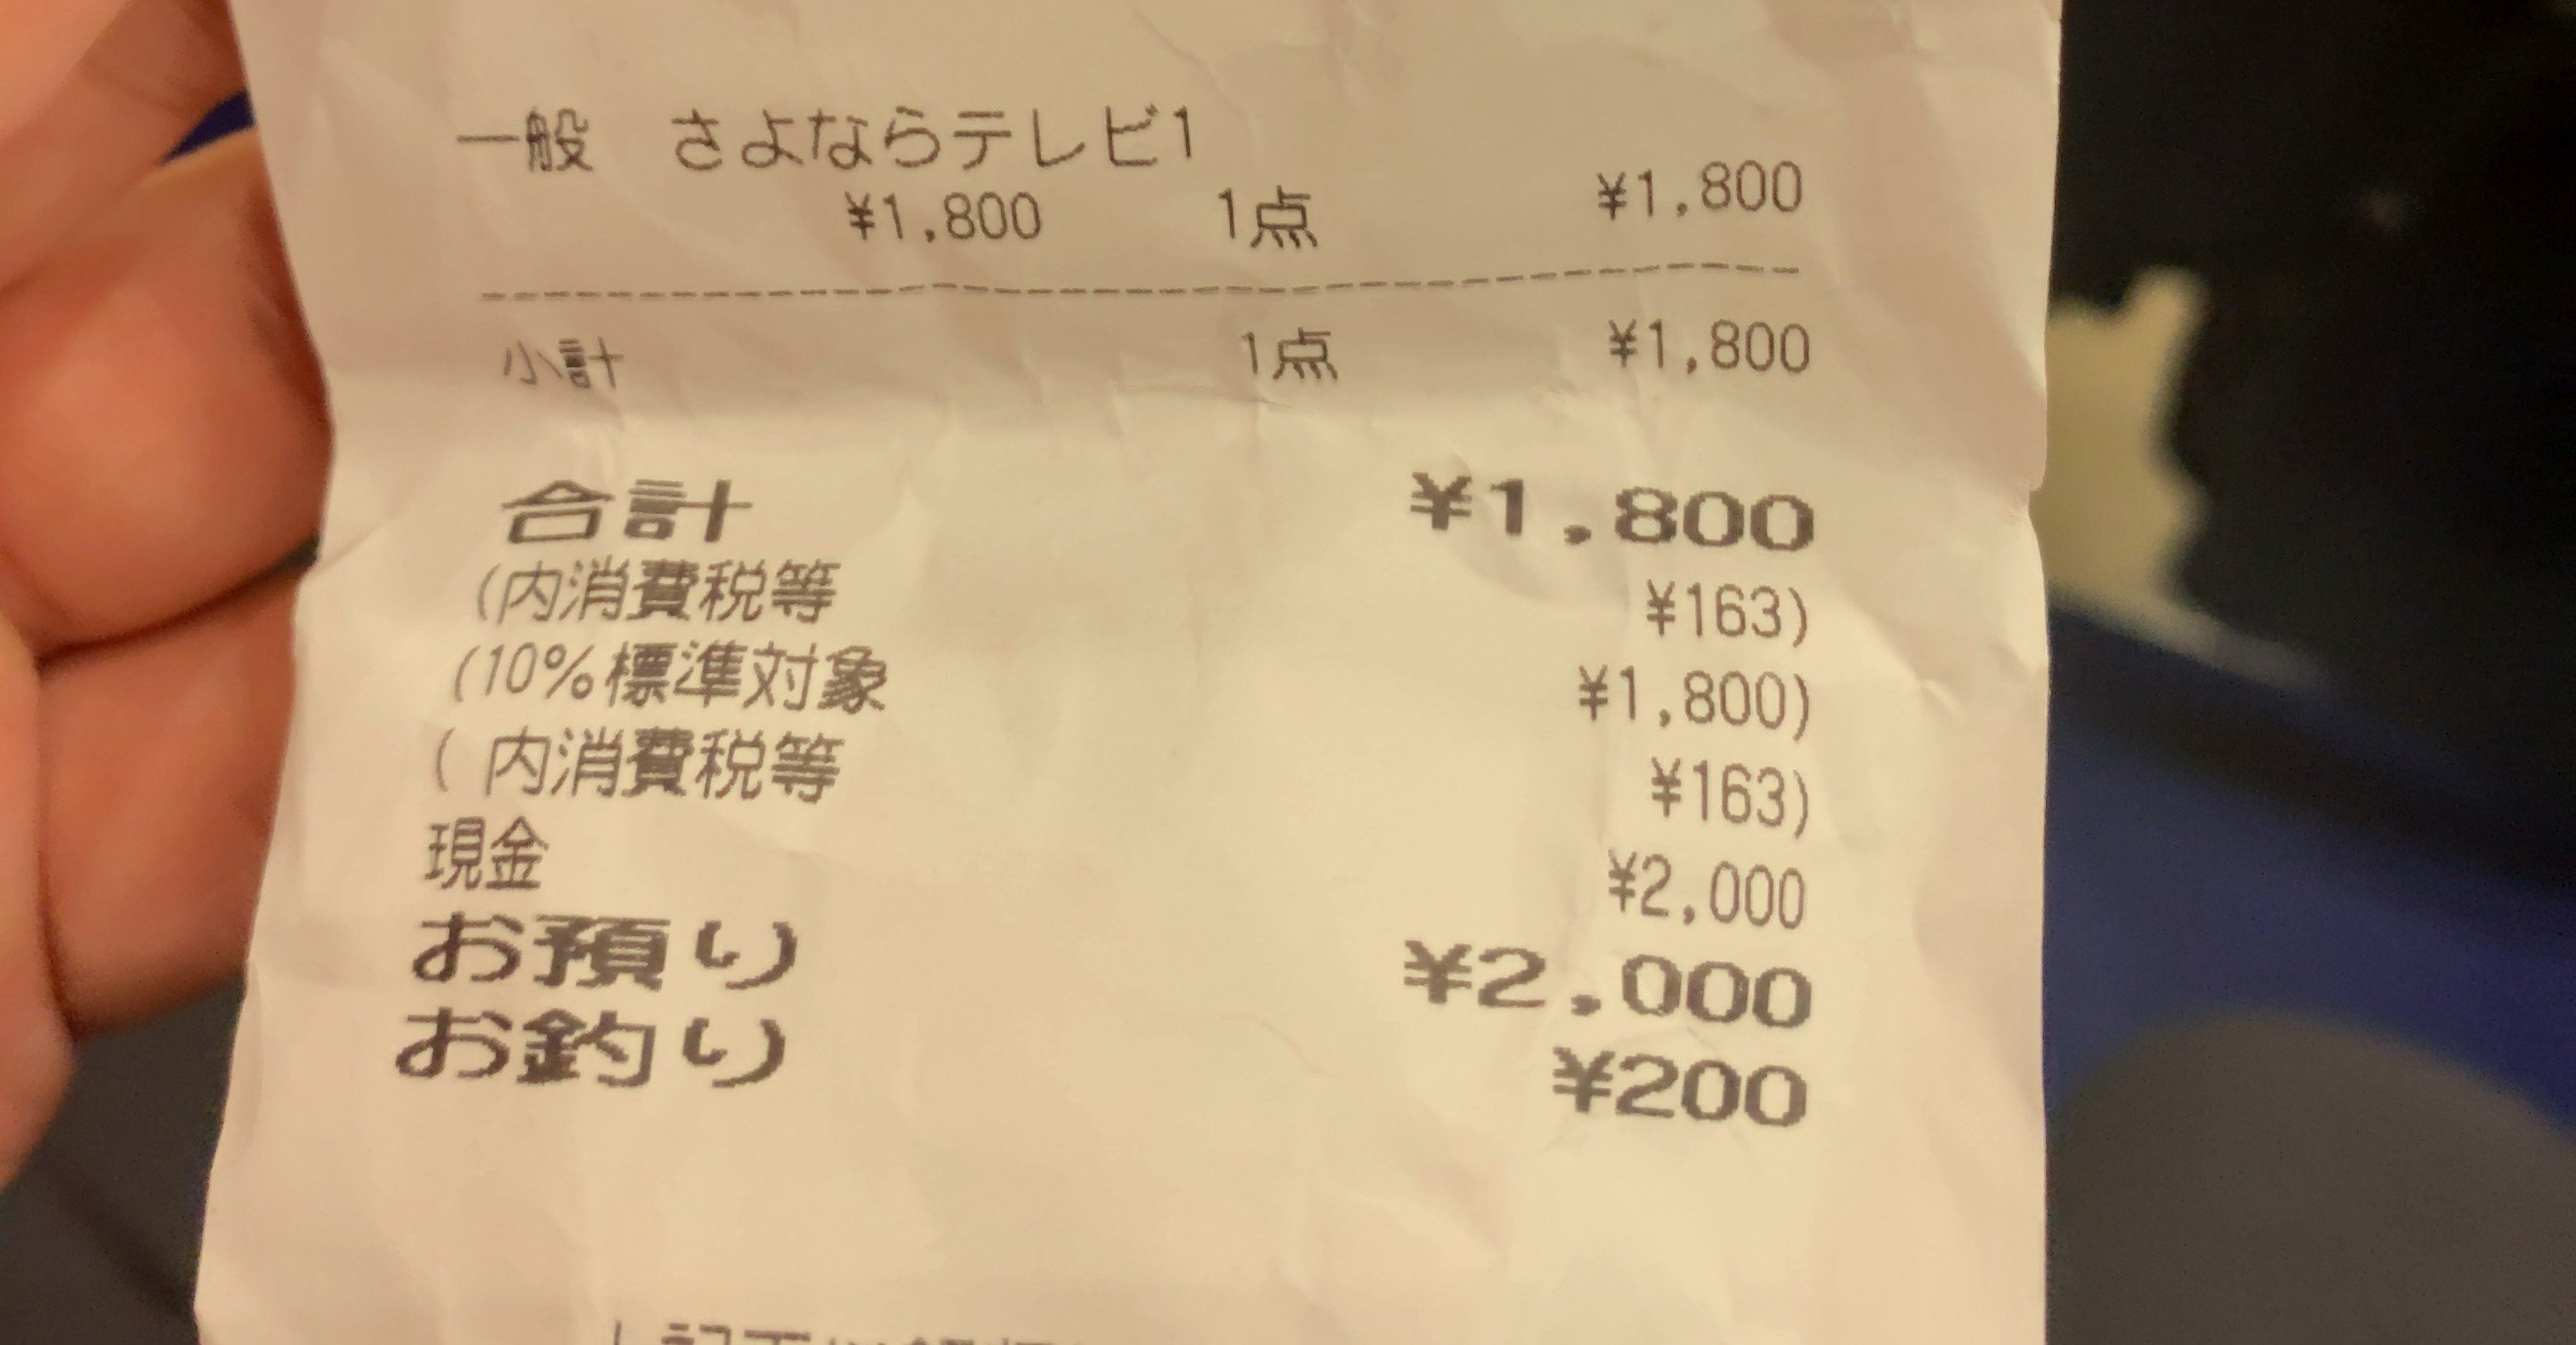 一般 さよならテレビ1
¥1,800 1点 ¥1,800
小計 1点 ¥1,800
合計 ¥1,800
(内消費税等 ¥163)
(10%標準対象 ¥1,800)
( 内消費税等 ¥163)
現金 ¥2,000
お預り ¥2,000
お釣り ¥200